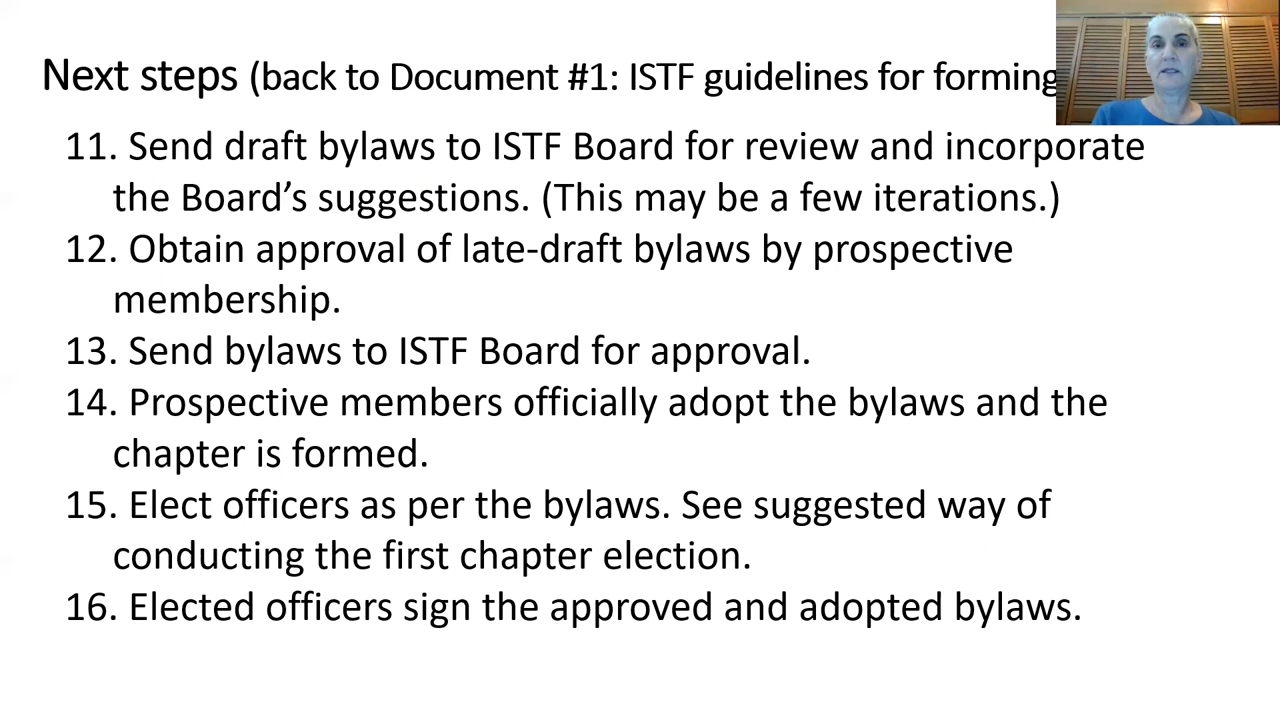 Next steps (back to Document #1: ISTF guidelines for forming
11. Send draft bylaws to ISTF Board for review and incorporate
the Board’s suggestions. (This may be a few iterations.)
12. Obtain approval of late-draft bylaws by prospective
membership.
13. Send bylaws to ISTF Board for approval.
14. Prospective members officially adopt the bylaws and the
chapter is formed.
15. Elect officers as per the bylaws. See suggested way of
conducting the first chapter election.
16. Elected officers sign the approved and adopted bylaws.